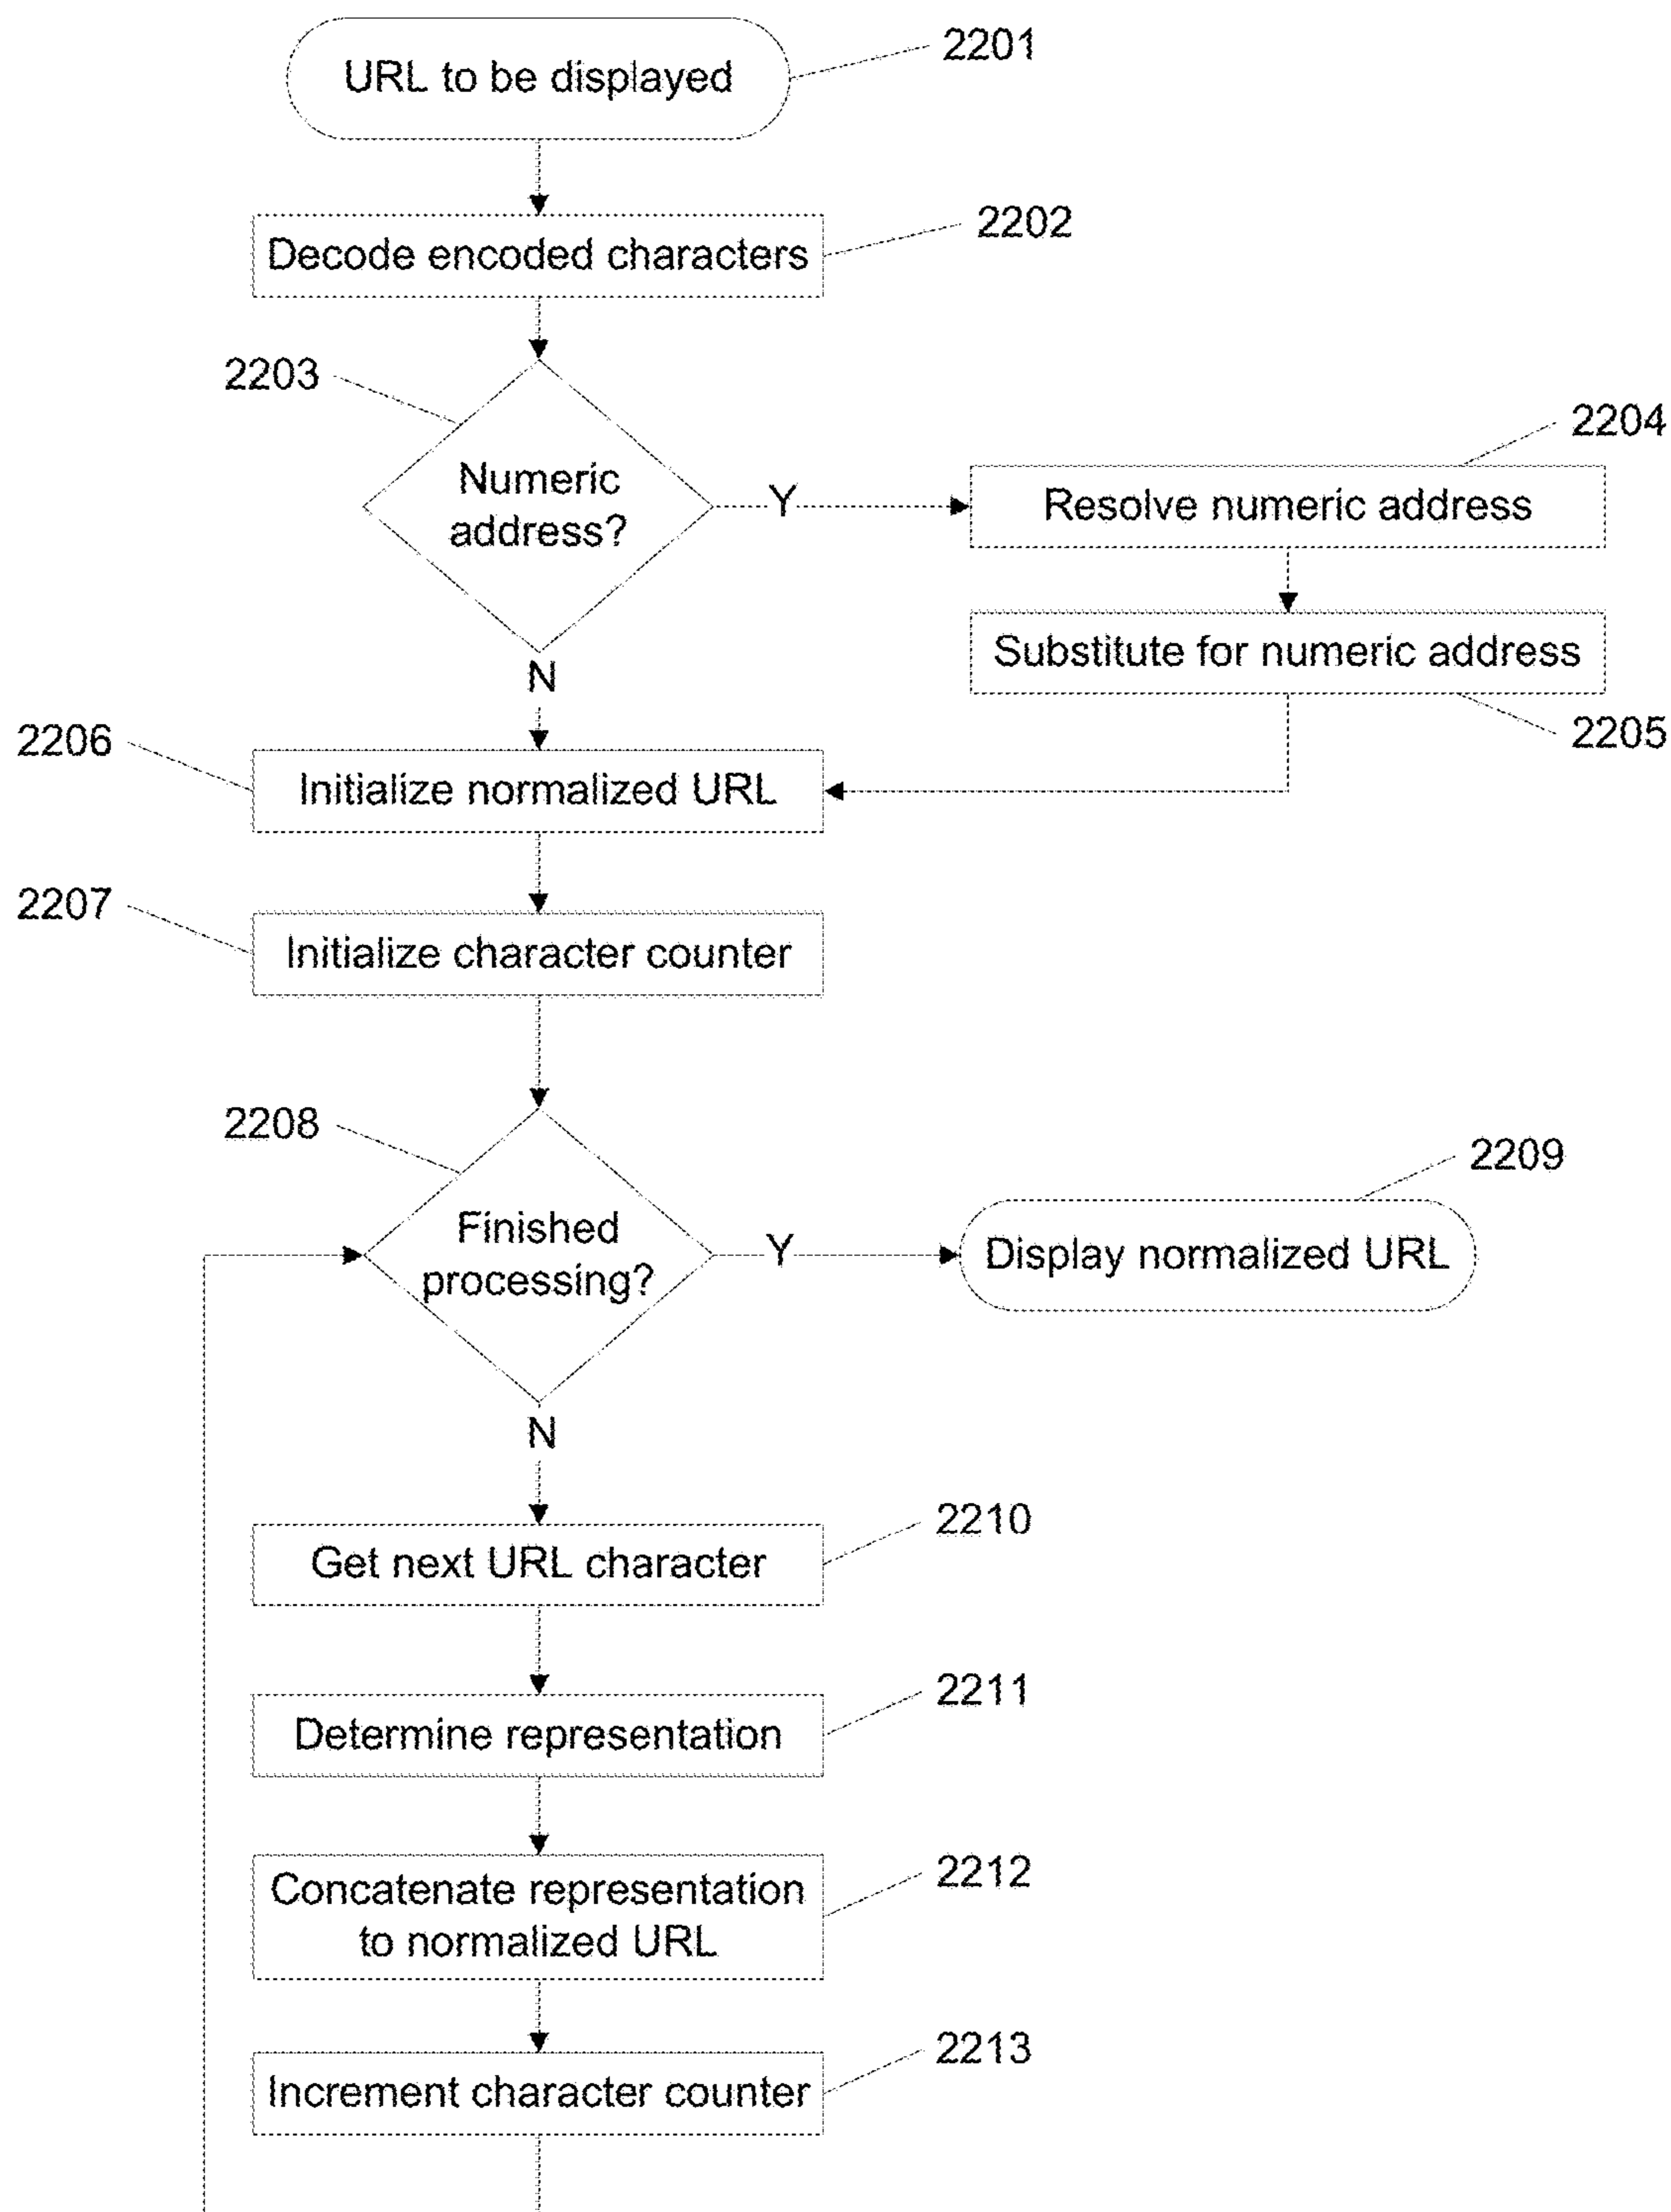 URL to be displayed
2201
Decode encoded characters
2202
2203
Numeric
address?
Y
2204
Resolve numeric address
Substitute for numeric address
2205
N
2206
Initialize normalized URL
2207
Initialize character counter
2208
Finished
processing?
Y
2209
Display normalized URL
N
2210
Get next URL character
2211
Determine representation
2212
Concatenate representation
to normalized URL
2213
Increment character counter